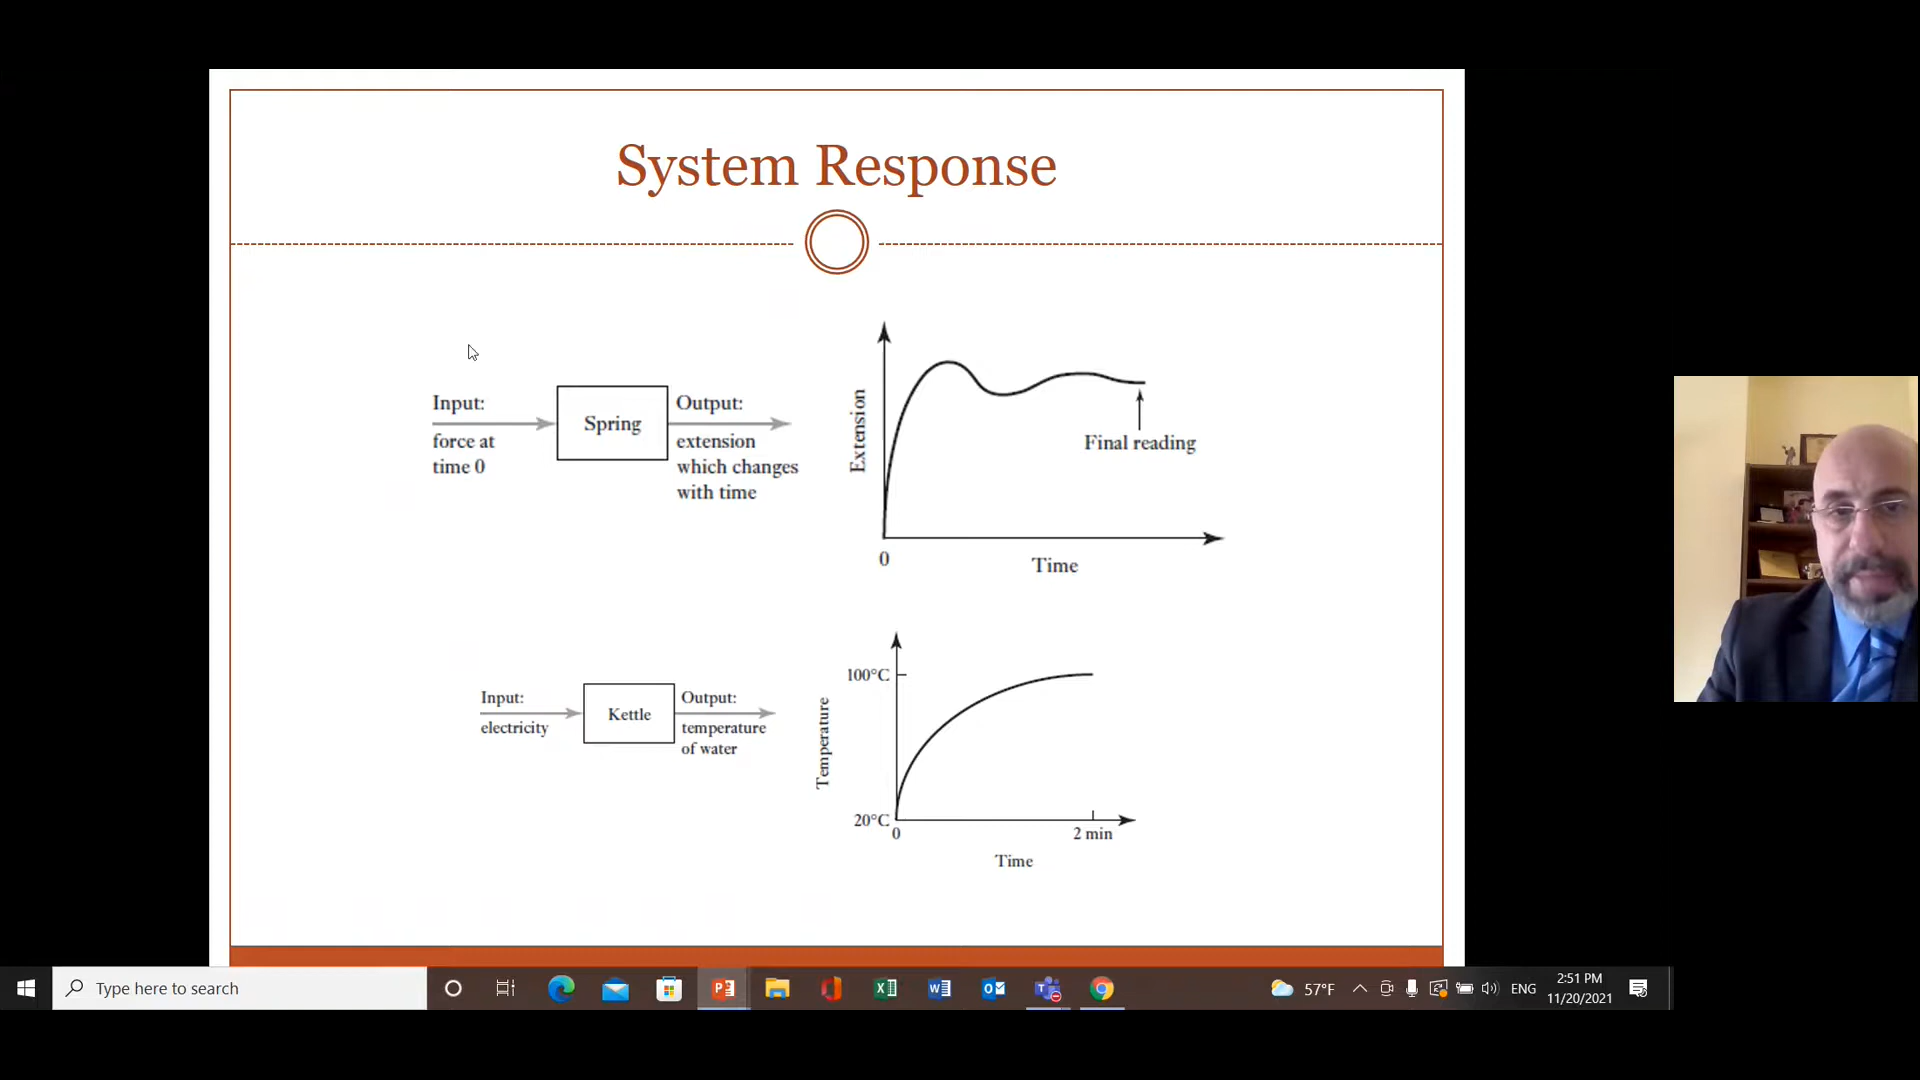 System Response
Input:
force at
time 0
Spring
Output:
extension
which changes
with time
Extension
Final reading
0
Time
Input:
electricity
Kettle
Output:
temperature
of water
Temperature
100°C
20°C
0
2 min
Time
Type here to search
57°F
ENG
2:51 PM
11/20/2021